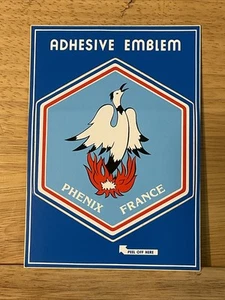 ADHESIVE EMBLEM
PHENIX FRANCE
PEEL OFF HERE